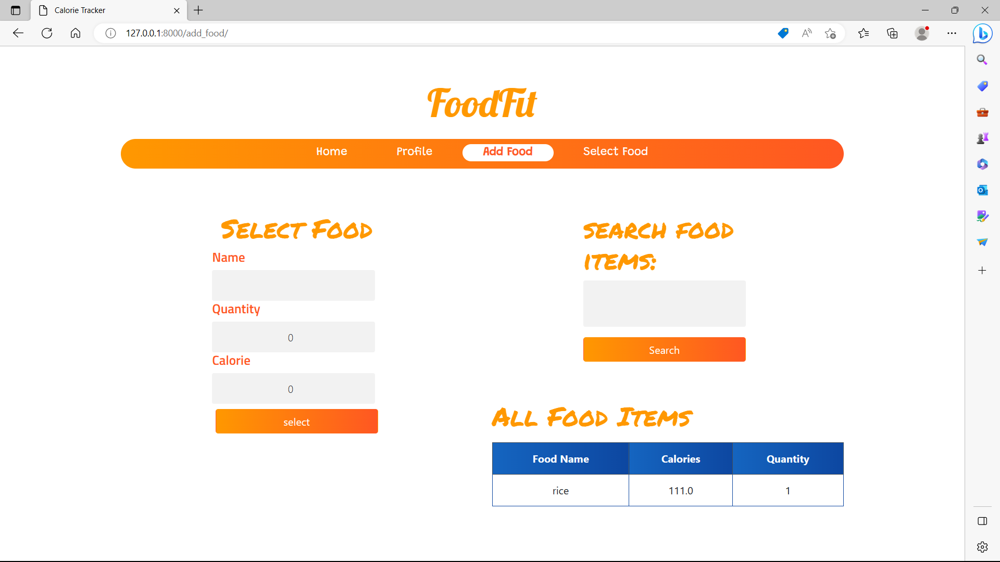 Calorie Tracker
127.0.0.1:8000/add_food/
FoodFit
Home Profile Add Food Select Food
Select Food
Name
Quantity
0
Calorie
0
select
search food
items:
Search
All Food Items
Food Name Calories Quantity
rice 111.0 1